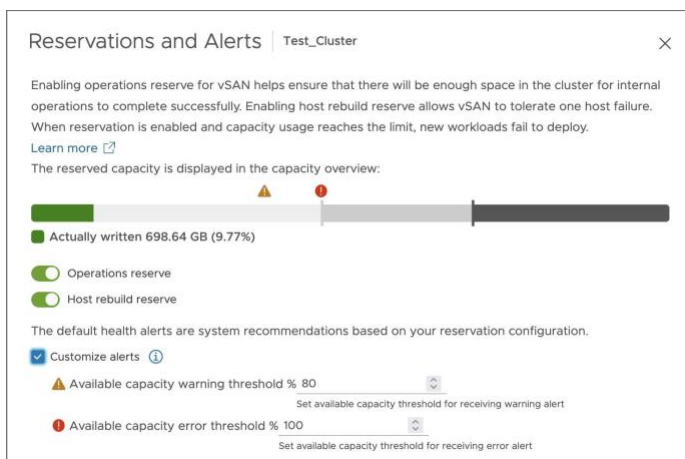 Reservations and Alerts Test_Cluster
Enabling operations reserve for vSAN helps ensure that there will be enough space in the cluster for internal
operations to complete successfully. Enabling host rebuild reserve allows vSAN to tolerate one host failure.
When reservation is enabled and capacity usage reaches the limit, new workloads fail to deploy.
Learn more
The reserved capacity is displayed in the capacity overview:
Actually written 698.64 GB (9.77%)
Operations reserve
Host rebuild reserve
The default health alerts are system recommendations based on your reservation configuration.
Customize alerts
Available capacity warning threshold % 80
Set available capacity threshold for receiving warning alert
Available capacity error threshold % 100
Set available capacity threshold for receiving error alert